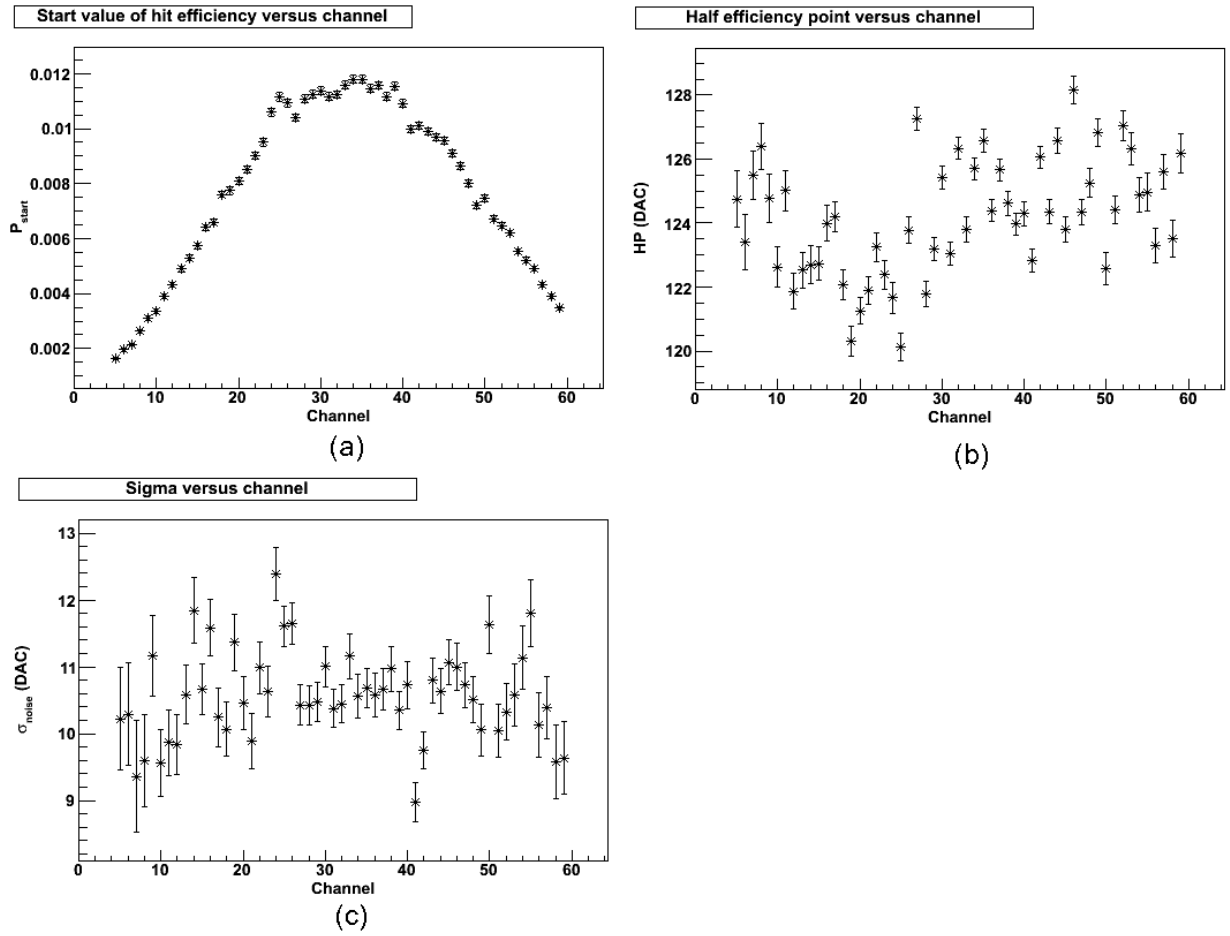 Start value of hit efficiency versus channel
P_start
0.012
0.01
0.008
0.006
0.004
0.002
0 10 20 30 40 50 60
Channel
(a)
Half efficiency point versus channel
HP (DAC)
128
126
124
122
120
0 10 20 30 40 50 60
Channel
(b)
Sigma versus channel
σ_noise (DAC)
13
12
11
10
9
0 10 20 30 40 50 60
Channel
(c)